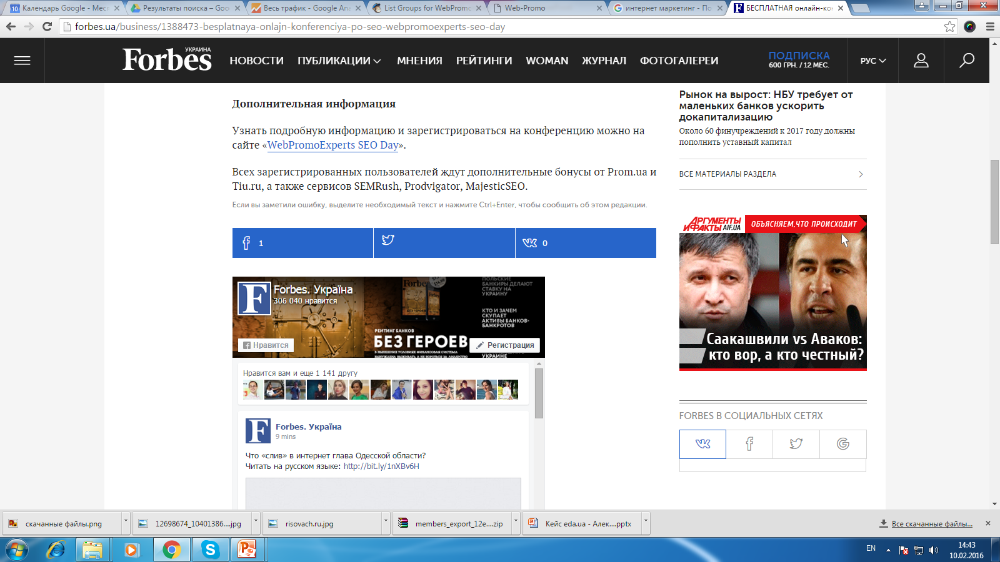 Календарь Google - Меся
Результаты поиска – Goo
Весь трафик - Google Ana
List Groups for WebPromo
Web-Promo
интернет маркетинг - По
БЕСПЛАТНАЯ онлайн-кон
forbes.ua/business/1388473-besplatnaya-onlajn-konferenciya-po-seo-webpromoexperts-seo-day
Forbes УКРАИНА
НОВОСТИ ПУБЛИКАЦИИ МНЕНИЯ РЕЙТИНГИ WOMAN ЖУРНАЛ ФОТОГАЛЕРЕИ
ПОДПИСКА
600 ГРН. / 12 МЕС.
РУС
Дополнительная информация
Узнать подробную информацию и зарегистрироваться на конференцию можно на
сайте «WebPromoExperts SEO Day».
Всех зарегистрированных пользователей ждут дополнительные бонусы от Prom.ua и
Tiu.ru, а также сервисов SEMRush, Prodvigator, MajesticSEO.
Если вы заметили ошибку, выделите необходимый текст и нажмите Ctrl+Enter, чтобы сообщить об этом редакции.
1
0
Forbes. Україна
306 040 нравится
ПОЛЬСКИЕ
БАНКИРЫ ДЕЛАЮТ
СТАВКУ НА
УКРАИНУ
КТО И ЗАЧЕМ
СКУПАЕТ
АКТИВЫ БАНКОВ-
БАНКРОТОВ
РЕЙТИНГ БАНКОВ
БЕЗ ГЕРОЕВ
Нравится
Регистрация
УКРАИНЕ
Нравится вам и еще 1 141 другу
Forbes. Україна
9 mins
Что «слив» в интернет глава Одесской области?
Читать на русском языке: http://bit.ly/1nXBv6H
Рынок на вырост: НБУ требует от
маленьких банков ускорить
докапитализацию
Около 60 финучреждений к 2017 году должны
пополнить уставный капитал
ВСЕ МАТЕРИАЛЫ РАЗДЕЛА
АРГУМЕНТЫ
И ФАКТЫ AIF.UA
ОБЪЯСНЯЕМ, ЧТО ПРОИСХОДИТ
Саакашвили vs Аваков:
кто вор, а кто честный?
FORBES В СОЦИАЛЬНЫХ СЕТЯХ
скачанные файлы.png
12698674_10401386....jpg
risovach.ru.jpg
members_export_12e....zip
Кейс eda.ua - Алек....pptx
Все скачанные файлы...
EN
14:43
10.02.2016